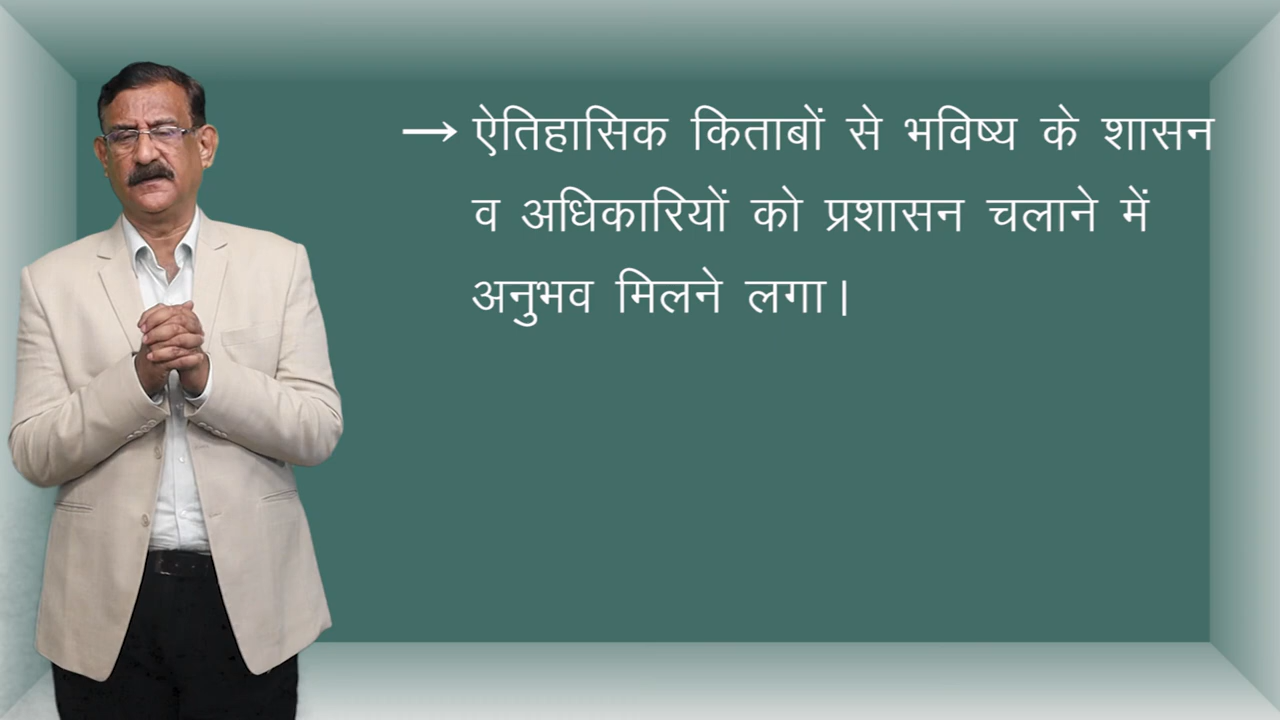 → ऐतिहासिक किताबों से भविष्य के शासन
व अधिकारियों को प्रशासन चलाने में
अनुभव मिलने लगा।